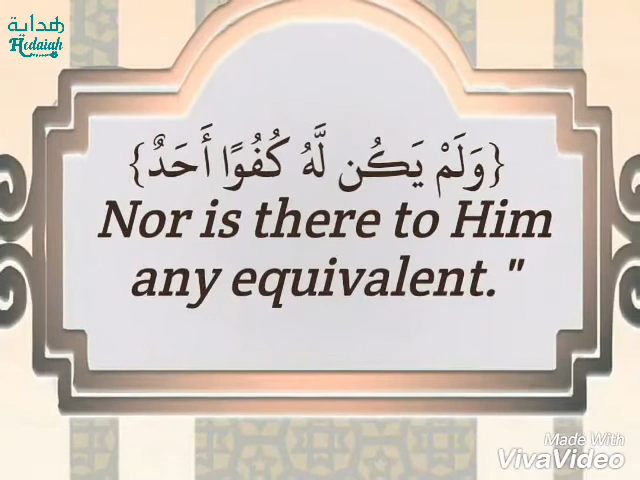 هداية
Hedaiah
{وَلَمْ يَكُن لَّهُ كُفُوًا أَحَدٌ}
Nor is there to Him
any equivalent."
Made With
VivaVideo